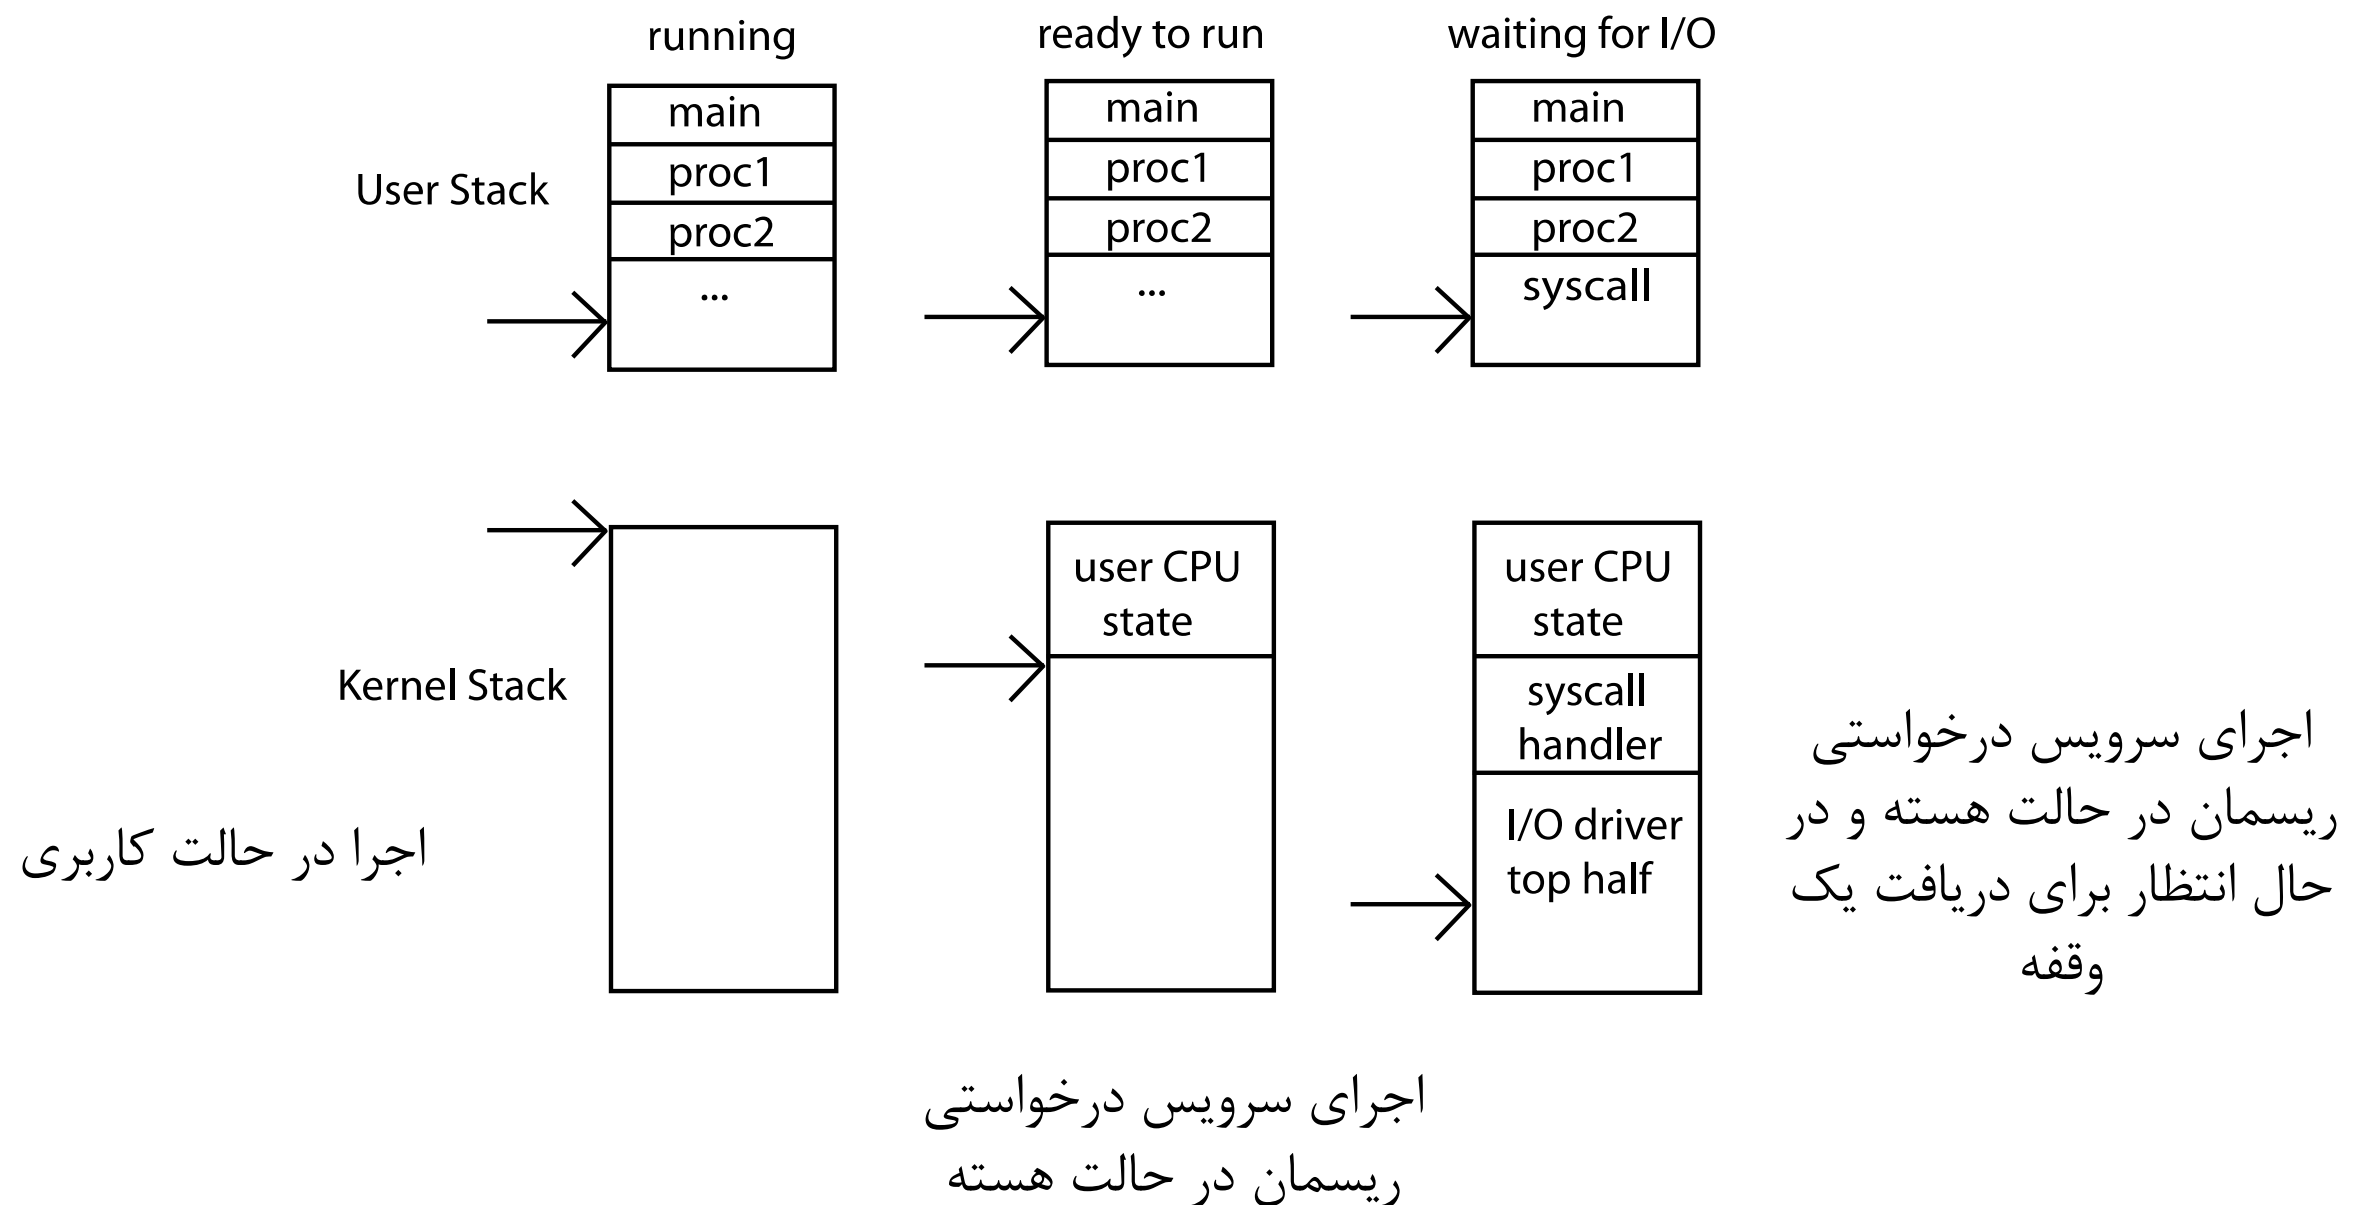 running
ready to run
waiting for I/O
User Stack
main
proc1
proc2
...
main
proc1
proc2
...
main
proc1
proc2
syscall
Kernel Stack
user CPU
state
user CPU
state
syscall
handler
I/O driver
top half
اجرا در حالت کاربری
اجرای سرویس درخواستی
ریسمان در حالت هسته و در
حال انتظار برای دریافت یک
وقفه
اجرای سرویس درخواستی
ریسمان در حالت هسته